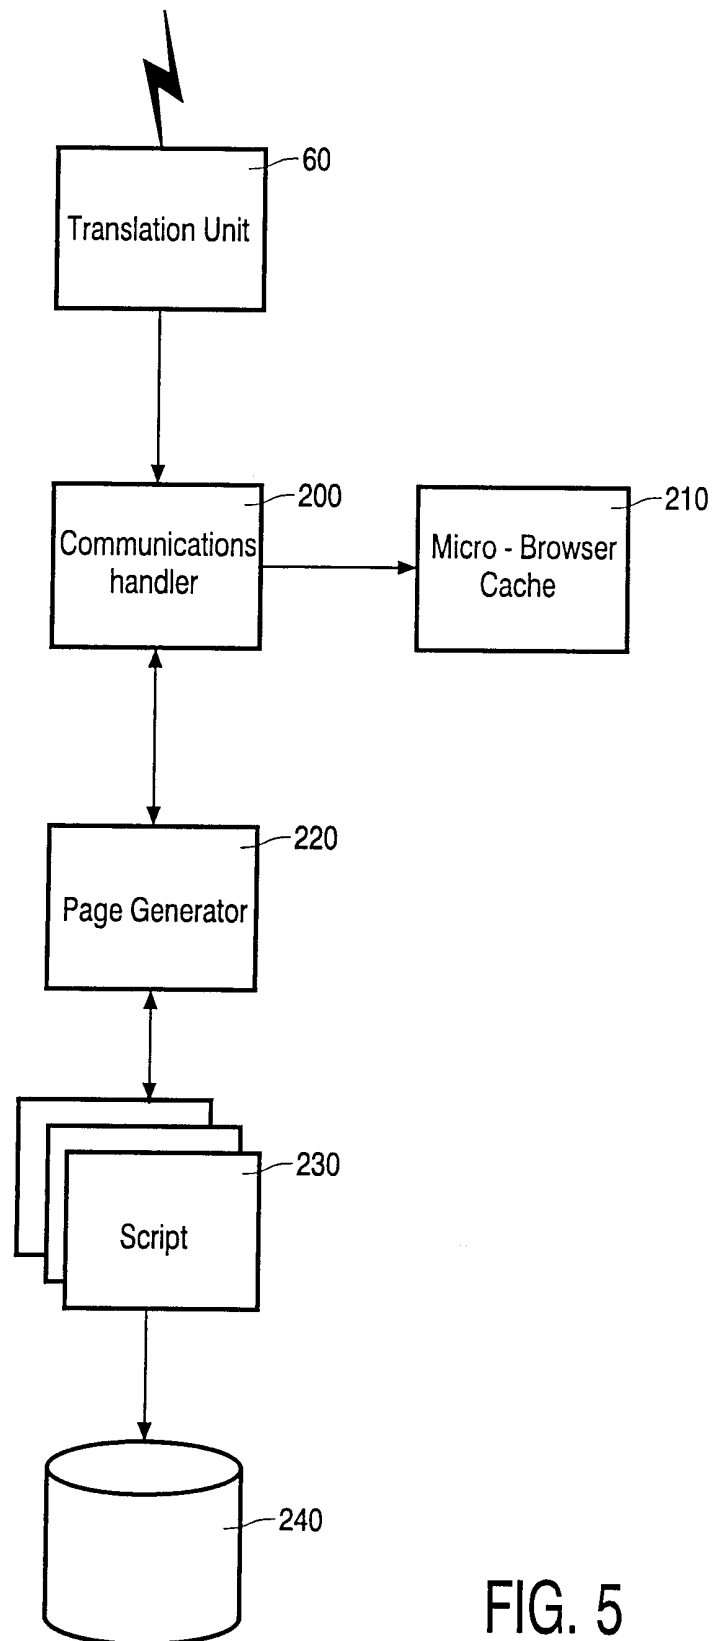 60
Translation Unit
200
Communications
handler
210
Micro - Browser
Cache
220
Page Generator
230
Script
240
FIG. 5